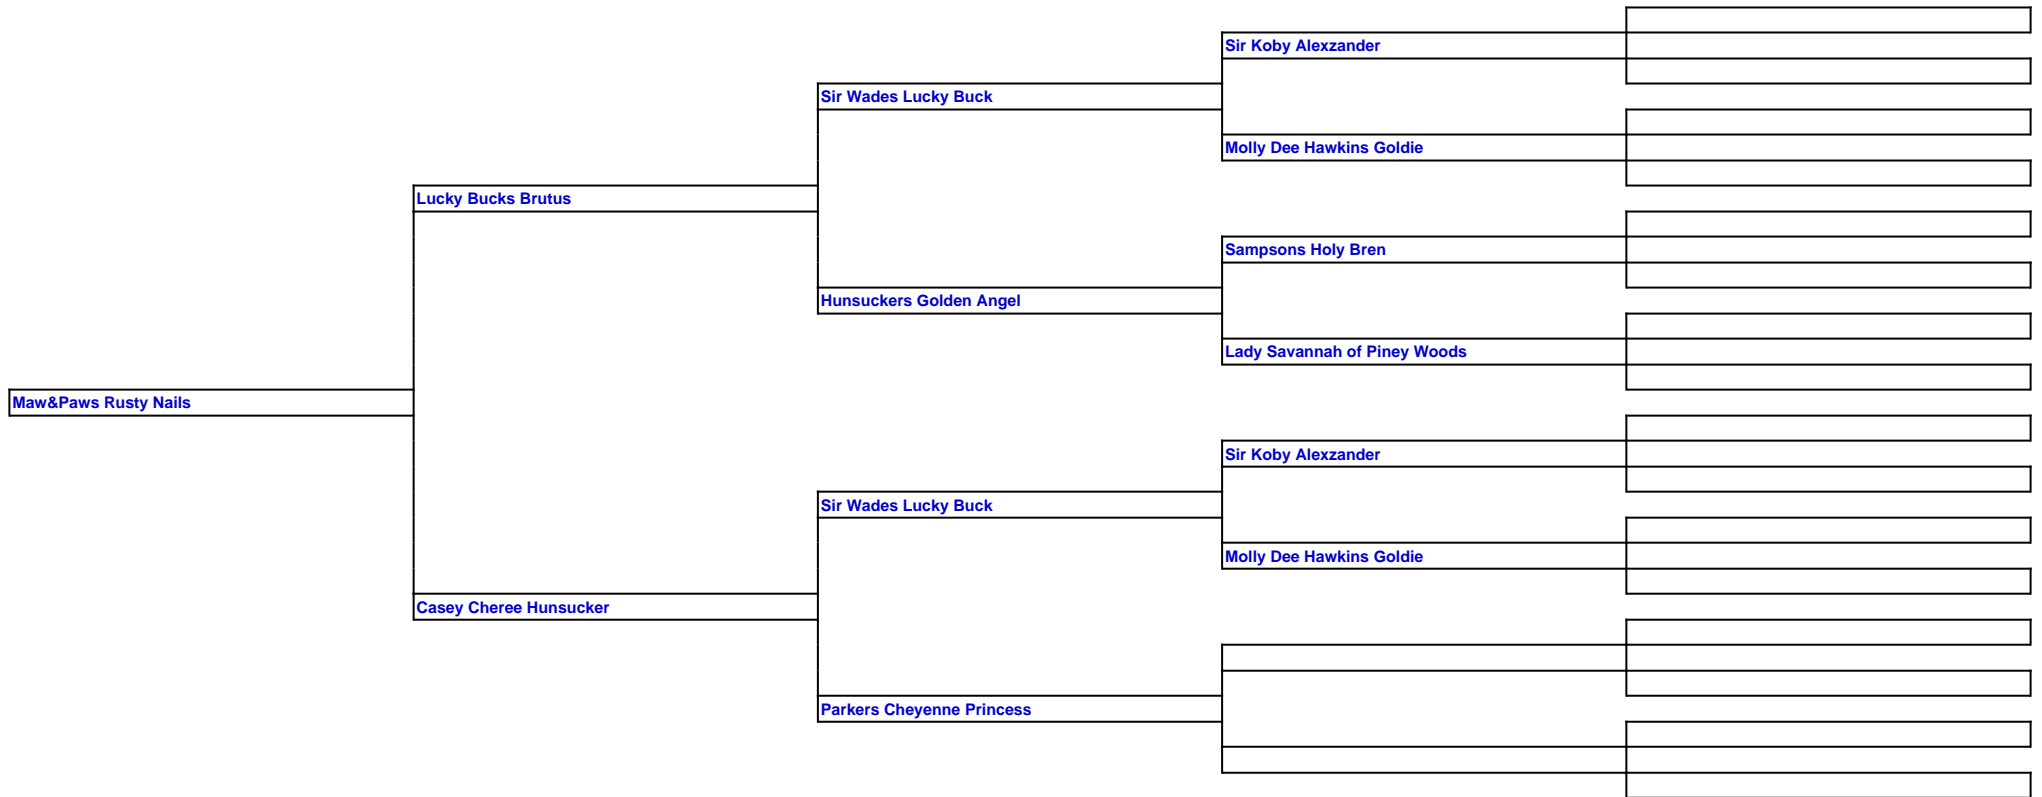 Sir Koby Alexzander
Sir Wades Lucky Buck
Molly Dee Hawkins Goldie
Lucky Bucks Brutus
Sampsons Holy Bren
Hunsuckers Golden Angel
Lady Savannah of Piney Woods
Maw&Paws Rusty Nails
Sir Koby Alexzander
Sir Wades Lucky Buck
Molly Dee Hawkins Goldie
Casey Cheree Hunsucker
Parkers Cheyenne Princess